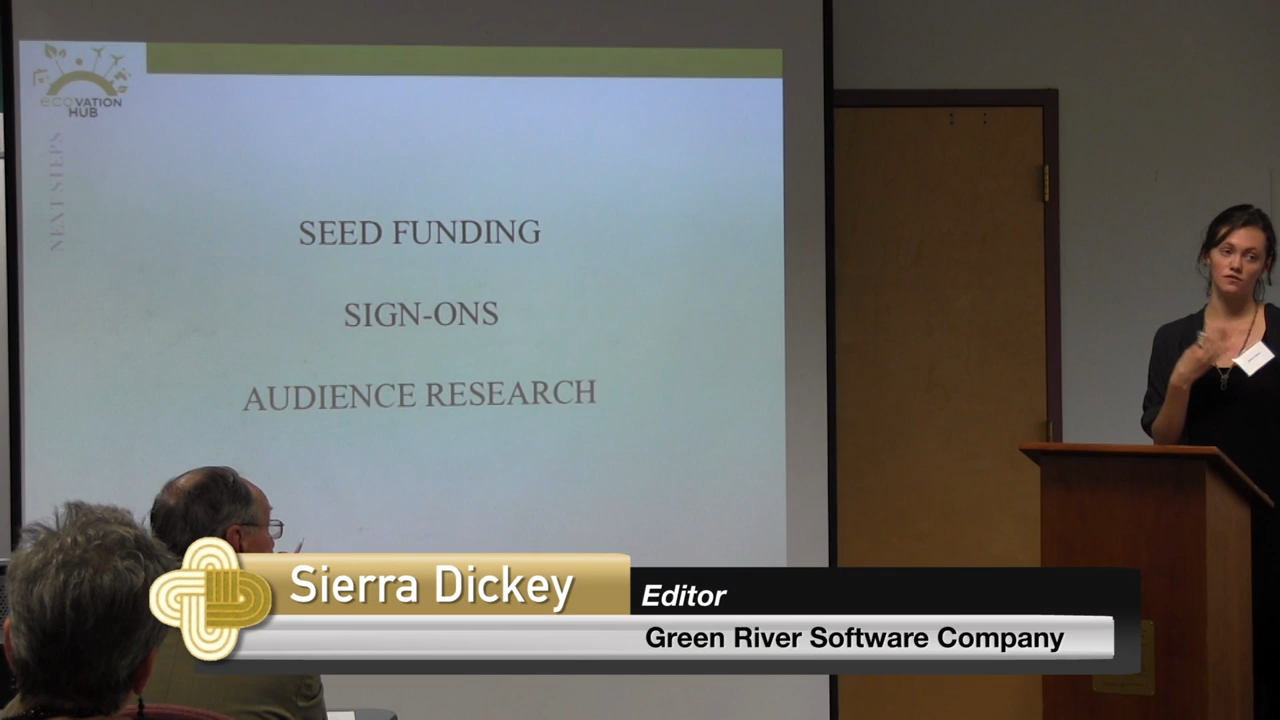 ecovation
HUB
NEXT STEPS
SEED FUNDING
SIGN-ONS
AUDIENCE RESEARCH
Sierra Dickey
Editor
Green River Software Company